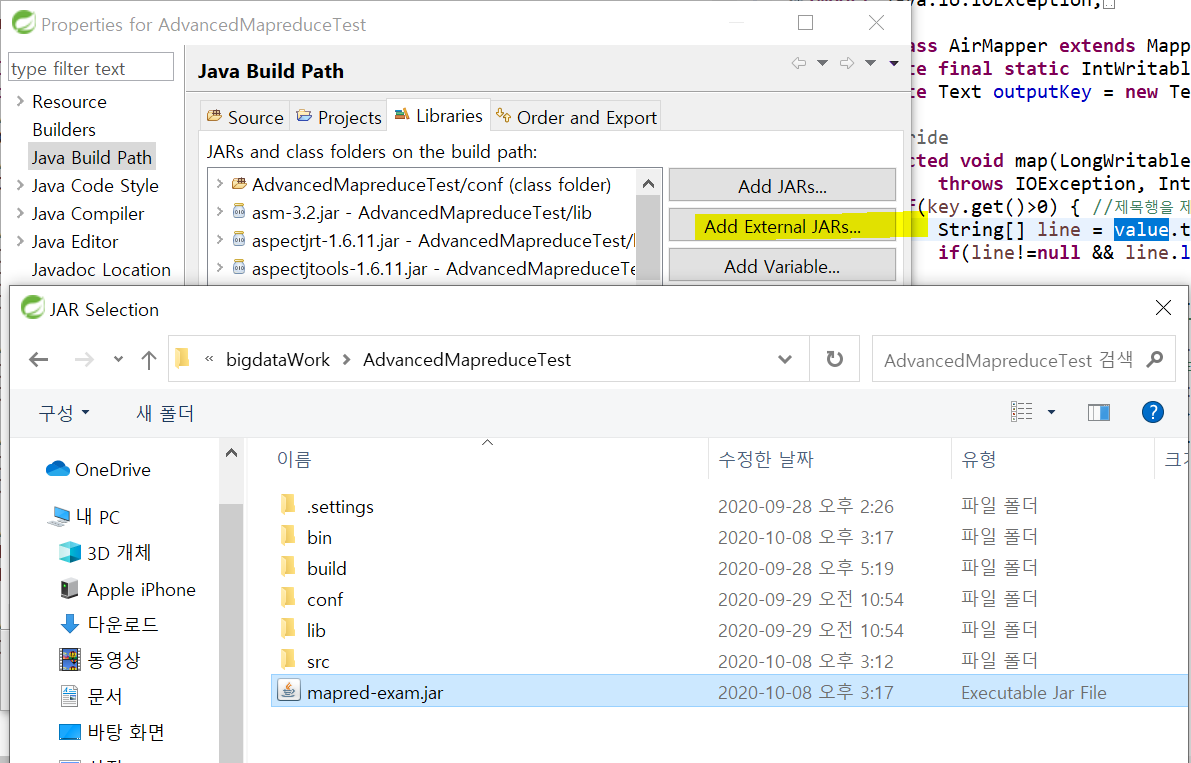 Properties for AdvancedMapreduceTest
type filter text
Resource
Builders
Java Build Path
Java Code Style
Java Compiler
Java Editor
Javadoc Location
Java Build Path
Source Projects Libraries Order and Export
JARs and class folders on the build path:
AdvancedMapreduceTest/conf (class folder)
asm-3.2.jar - AdvancedMapreduceTest/lib
aspectjrt-1.6.11.jar - AdvancedMapreduceTest/l
aspectjtools-1.6.11.jar - AdvancedMapreduceTe
Add JARs...
Add External JARs...
Add Variable...
java.io.IOException;
ass AirMapper extends Mapp
te final static IntWritabl
te Text outputKey = new Te
ride
cted void map(LongWritable
throws IOException, Int
f(key.get()>0) { //제목행을 제
String[] line = value.t
if(line!=null && line.l
JAR Selection
« bigdataWork > AdvancedMapreduceTest
AdvancedMapreduceTest 검색
구성 새 폴더
OneDrive
내 PC
3D 개체
Apple iPhone
다운로드
동영상
문서
바탕 화면
이름 수정한 날짜 유형 크기
.settings 2020-09-28 오후 2:26 파일 폴더
bin 2020-10-08 오후 3:17 파일 폴더
build 2020-09-28 오후 5:19 파일 폴더
conf 2020-09-29 오전 10:54 파일 폴더
lib 2020-09-29 오전 10:54 파일 폴더
src 2020-10-08 오후 3:12 파일 폴더
mapred-exam.jar 2020-10-08 오후 3:17 Executable Jar File